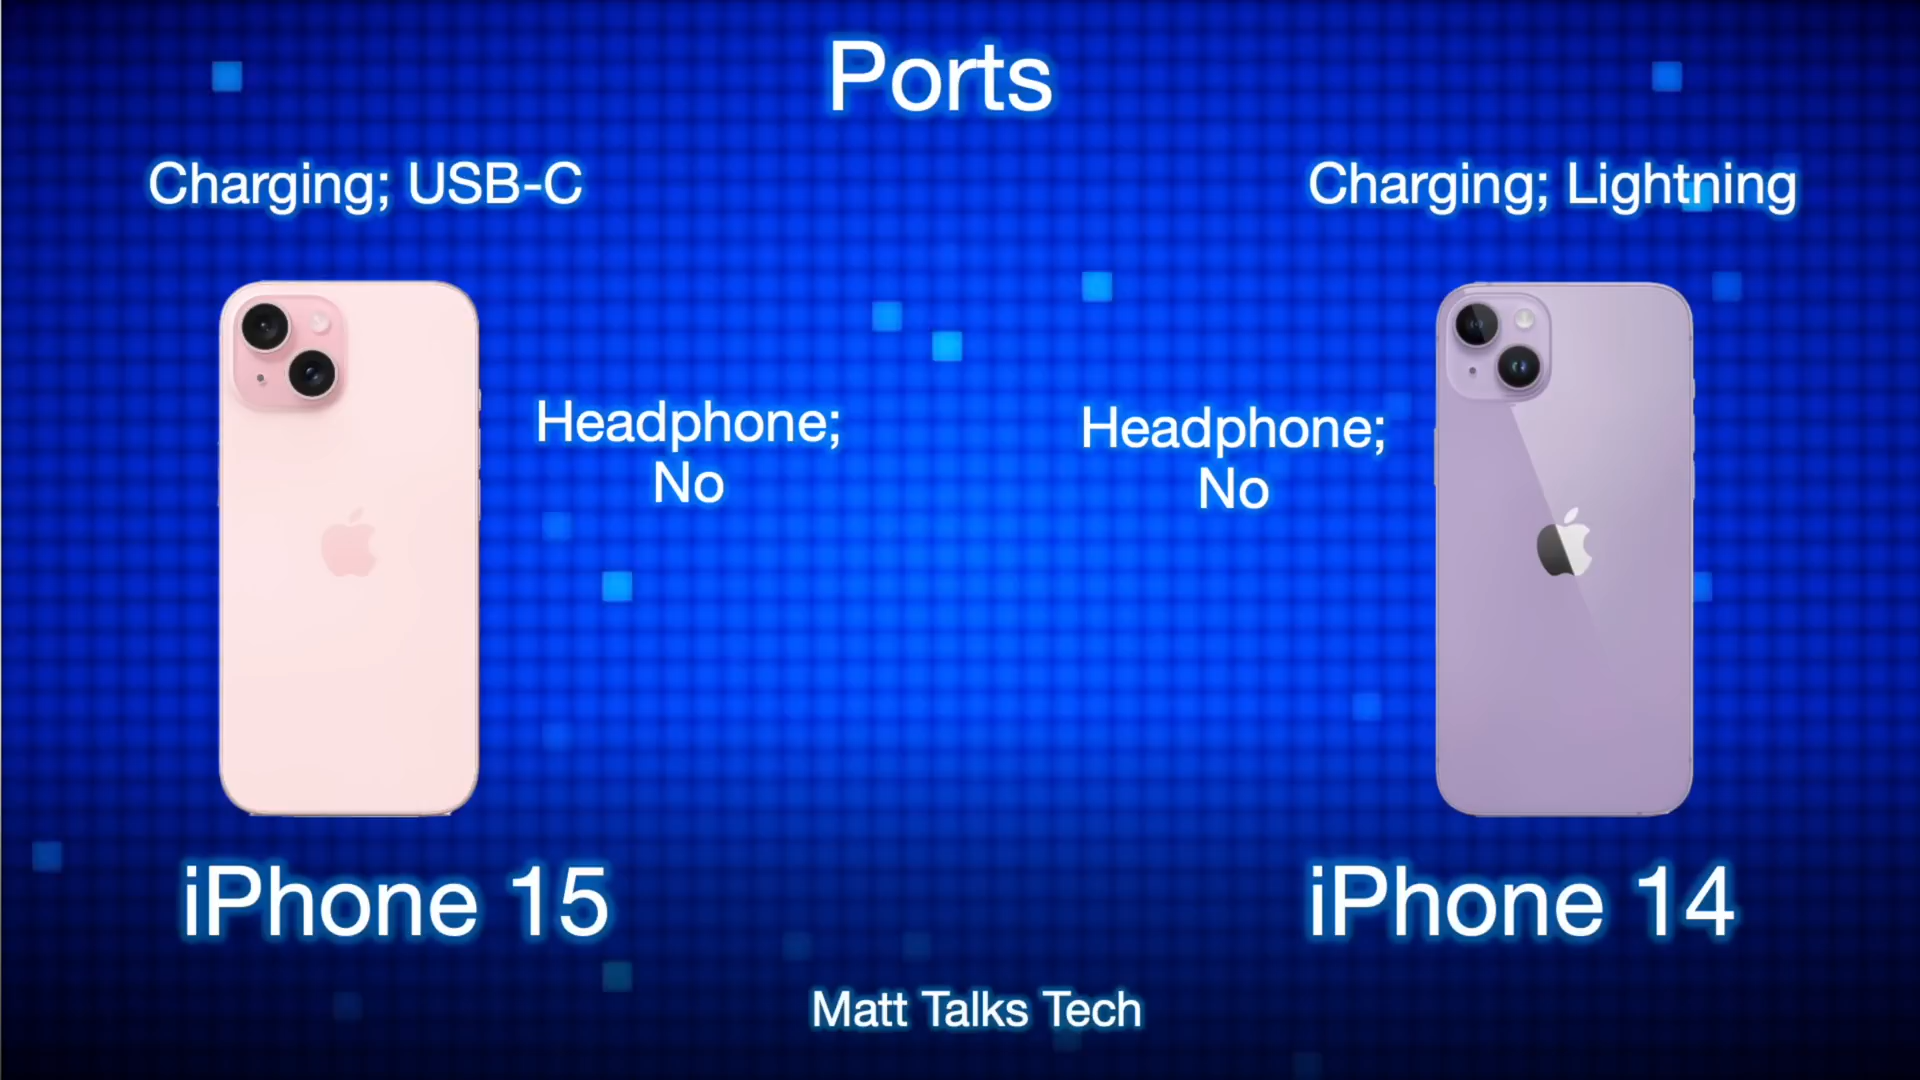 Ports
Charging; USB-C
Charging; Lightning
Headphone;
No
Headphone;
No
iPhone 15
iPhone 14
Matt Talks Tech